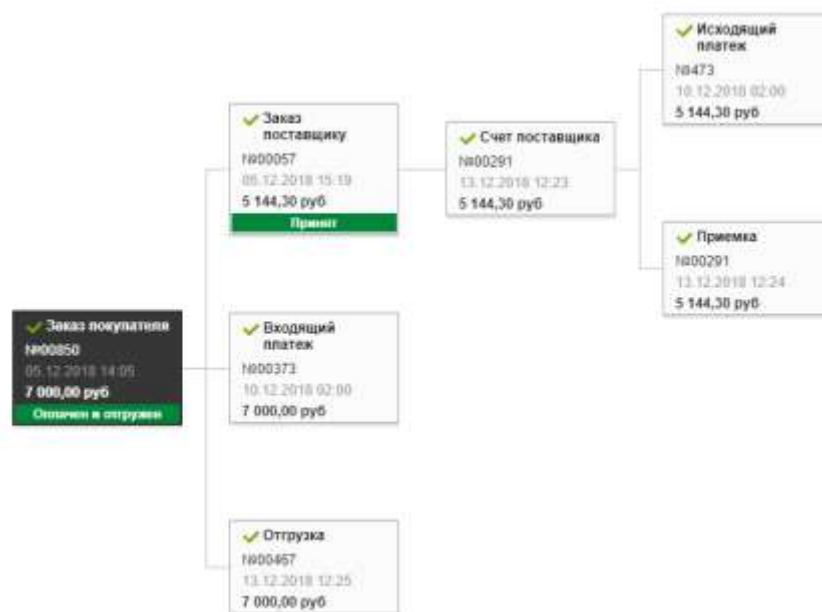 Исходящий
платеж
№473
10.12.2018 02:00
5 144,30 руб
Заказ
поставщику
№00057
05.12.2018 15:19
5 144,30 руб
Принят
Счет поставщика
№00291
13.12.2018 12:23
5 144,30 руб
Приемка
№00291
13.12.2018 12:24
5 144,30 руб
Заказ покупателя
№00850
05.12.2018 14:05
7 000,00 руб
Оплачен и отгружен
Входящий
платеж
№00373
10.12.2018 02:00
7 000,00 руб
Отгрузка
№00467
13.12.2018 12:25
7 000,00 руб